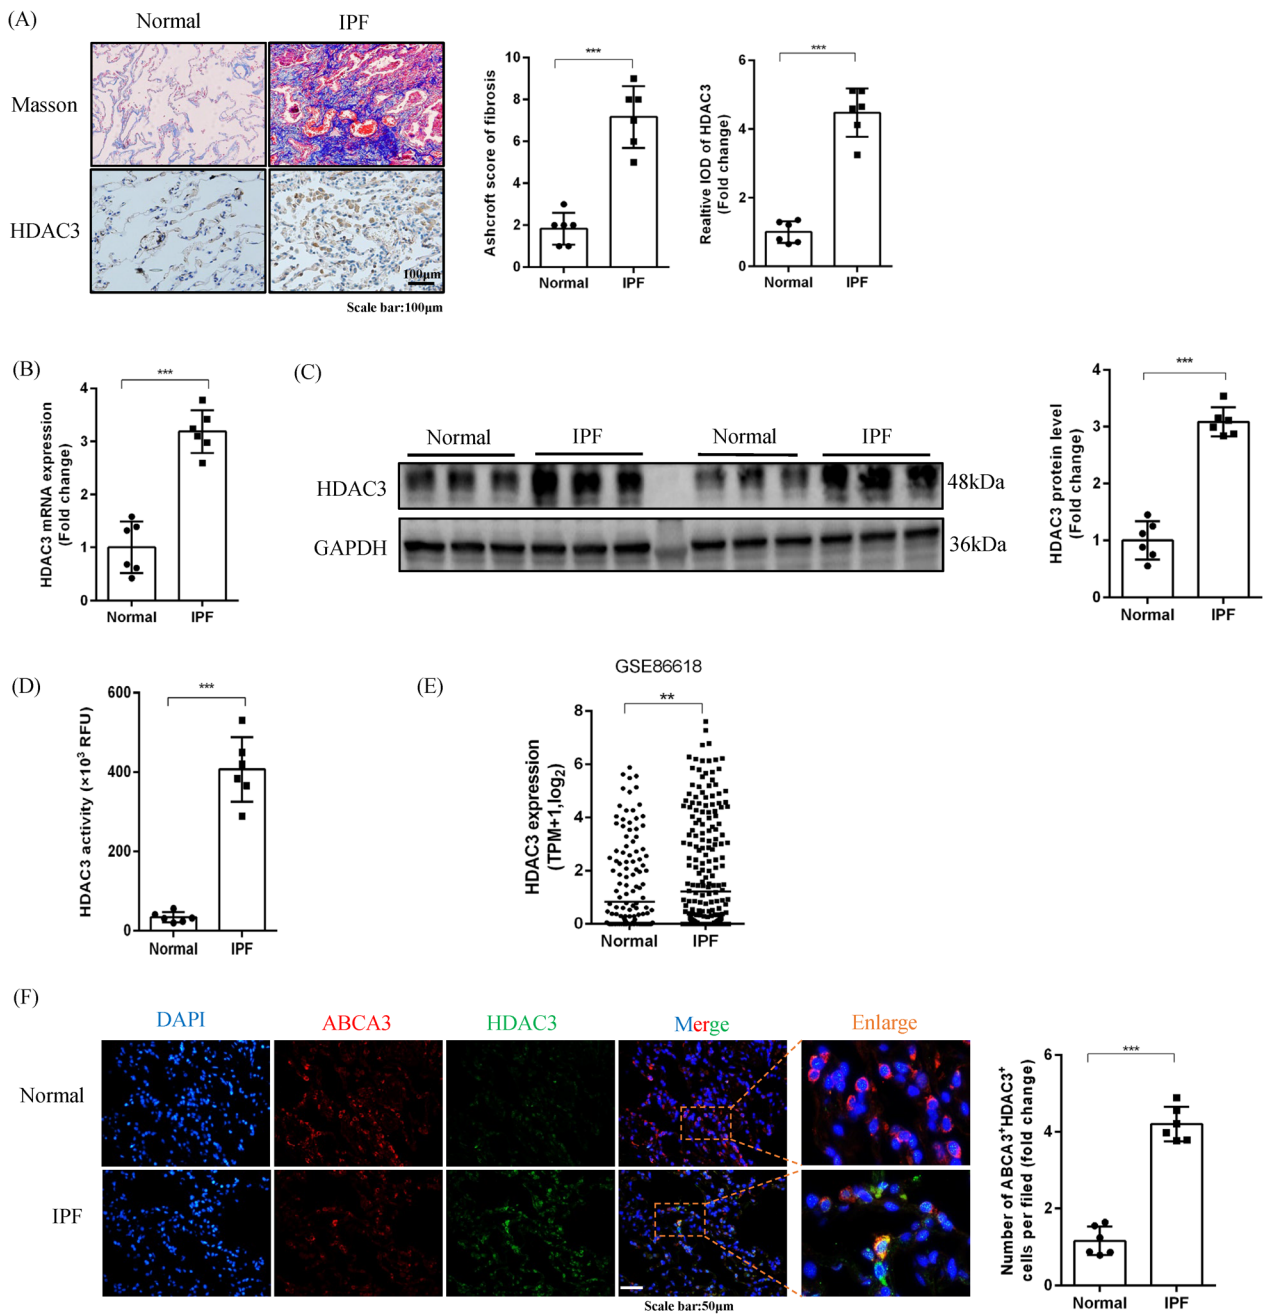 (A)
Normal
IPF
Masson
HDAC3
100μm
Scale bar:100μm
Ashcroft score of fibrosis
10
8
6
4
2
0
***
Normal
IPF
Realtive IOD of HDAC3
(Fold change)
6
4
2
0
***
Normal
IPF
(B)
HDAC3 mRNA expression
(Fold change)
4
3
2
1
0
***
Normal
IPF
(C)
Normal
IPF
Normal
IPF
HDAC3
48kDa
GAPDH
36kDa
HDAC3 protein level
(Fold change)
4
3
2
1
0
***
Normal
IPF
(D)
HDAC3 activity (×10³ RFU)
600
400
200
0
***
Normal
IPF
(E)
GSE86618
HDAC3 expression
(TPM+1,log₂)
8
6
4
2
0
**
Normal
IPF
(F)
DAPI
ABCA3
HDAC3
Merge
Enlarge
Normal
IPF
Scale bar:50μm
Number of ABCA3⁺HDAC3⁺
cells per filed (fold change)
6
4
2
0
***
Normal
IPF